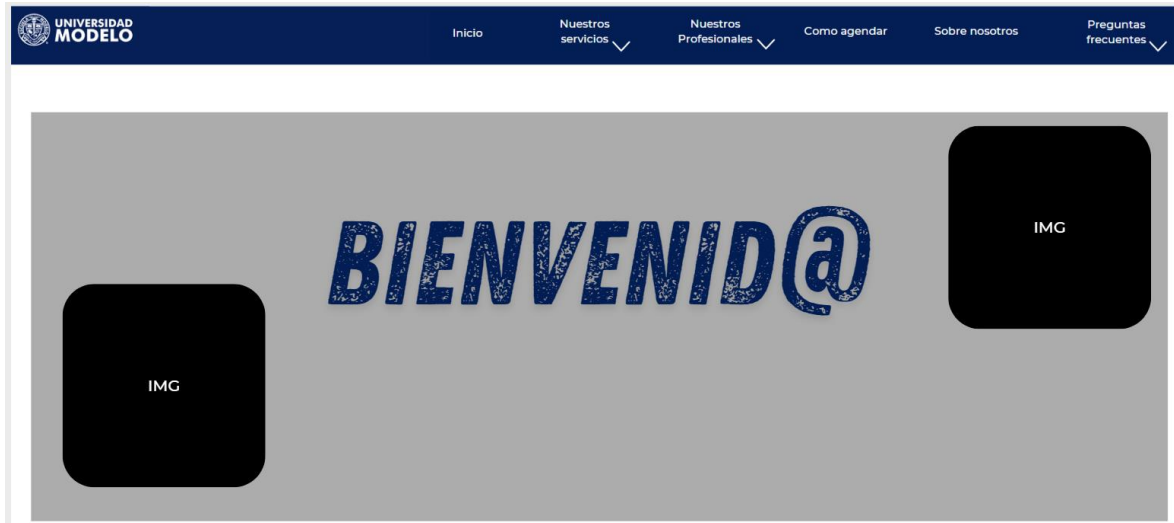 UNIVERSIDAD
MODELO
Inicio
Nuestros
servicios
Nuestros
Profesionales
Como agendar
Sobre nosotros
Preguntas
frecuentes
IMG
BIENVENID@
IMG